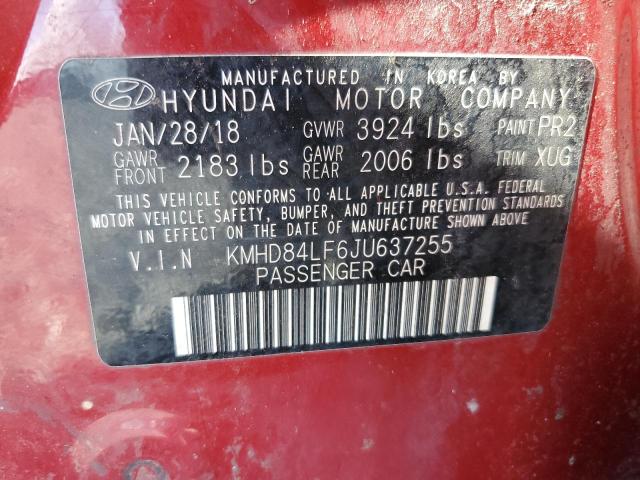 MANUFACTURED IN KOREA BY
HYUNDAI MOTOR COMPANY
JAN/28/18 GVWR 3924 lbs PAINT PR2
GAWR FRONT 2183 lbs GAWR REAR 2006 lbs TRIM XUG
THIS VEHICLE CONFORMS TO ALL APPLICABLE U.S.A. FEDERAL
MOTOR VEHICLE SAFETY, BUMPER, AND THEFT PREVENTION STANDARDS
IN EFFECT ON THE DATE OF MANUFACTURE SHOWN ABOVE.
V.I.N KMHD84LF6JU637255
PASSENGER CAR